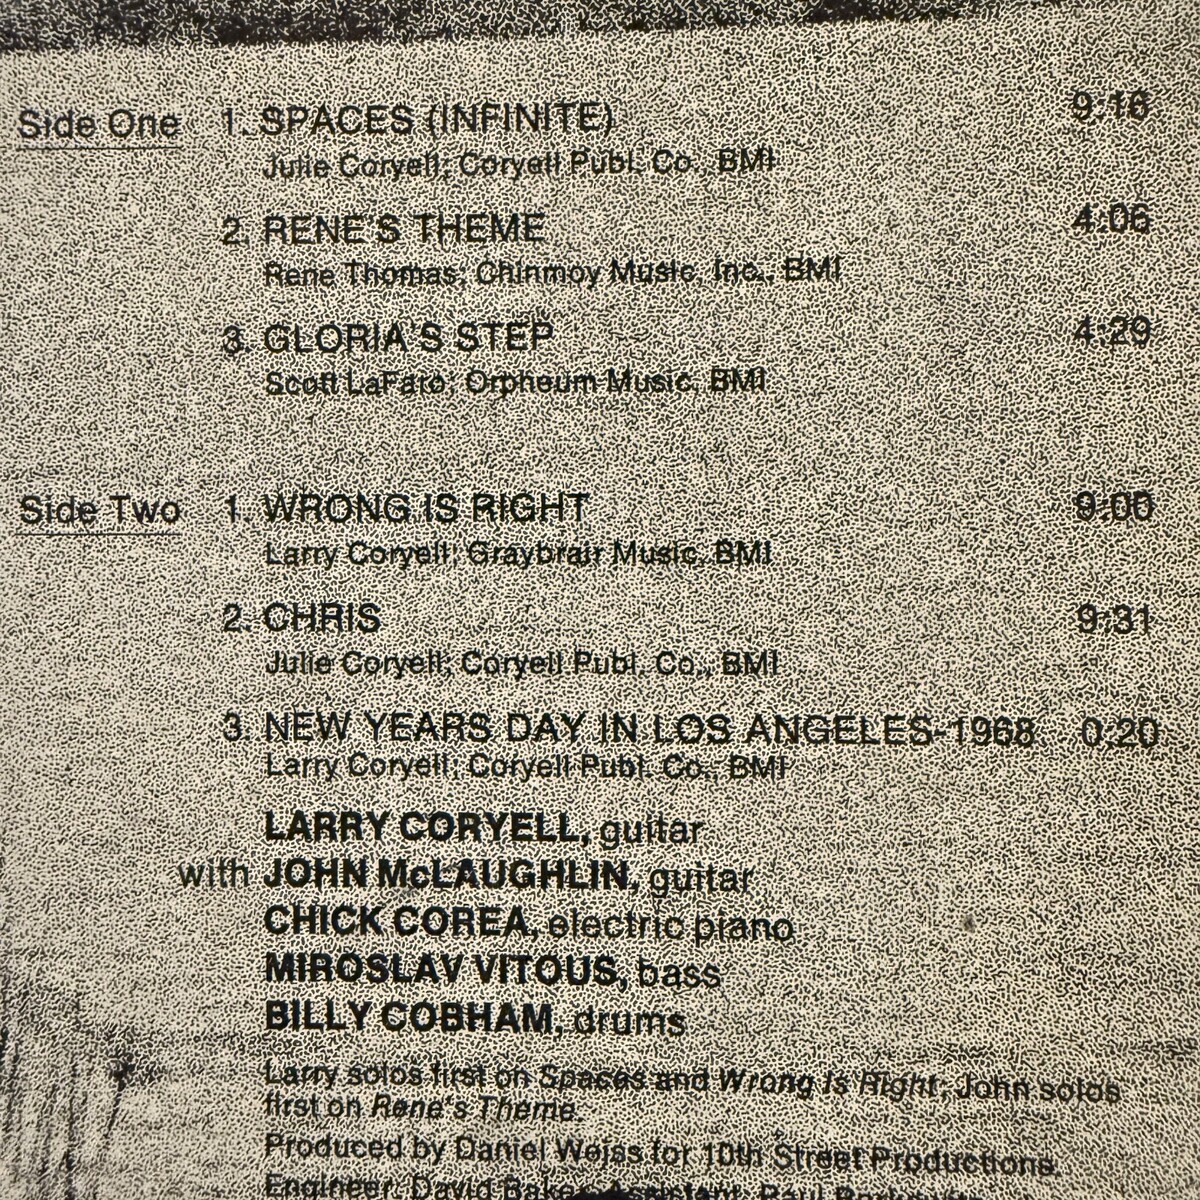 Side One 1. SPACES (INFINITE) 9:16
Julie Coryell; Coryell Publ. Co., BMI
2. RENE'S THEME 4:06
Rene Thomas; Chinmoy Music, Inc., BMI
3. GLORIA'S STEP 4:29
Scott LaFaro; Orpheum Music, BMI
Side Two 1. WRONG IS RIGHT 9:00
Larry Coryell; Graybrair Music, BMI
2. CHRIS 9:31
Julie Coryell; Coryell Publ. Co., BMI
3. NEW YEARS DAY IN LOS ANGELES-1968 0:20
Larry Coryell; Coryell Publ. Co., BMI
LARRY CORYELL, guitar
with JOHN McLAUGHLIN, guitar
CHICK COREA, electric piano
MIROSLAV VITOUS, bass
BILLY COBHAM, drums
Larry solos first on Spaces and Wrong Is Right; John solos
first on Rene's Theme.
Produced by Daniel Weiss for 10th Street Productions
Engineer: David Baker Assistant: Paul